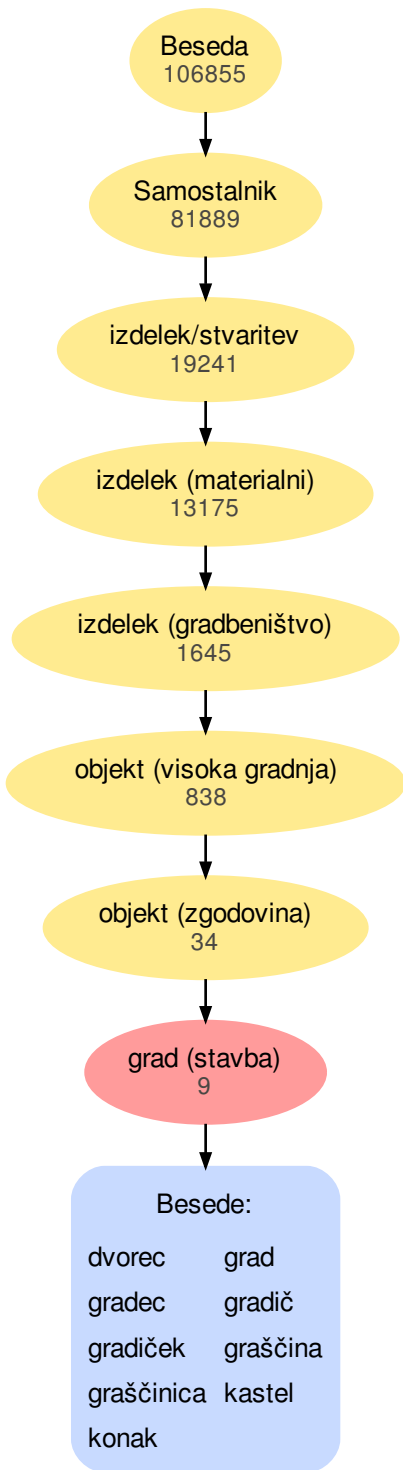 Beseda
106855
Samostalnik
81889
izdelek/stvaritev
19241
izdelek (materialni)
13175
izdelek (gradbeništvo)
1645
objekt (visoka gradnja)
838
objekt (zgodovina)
34
grad (stavba)
9
Besede:
dvorec grad
gradec gradič
gradiček graščina
graščinica kastel
konak